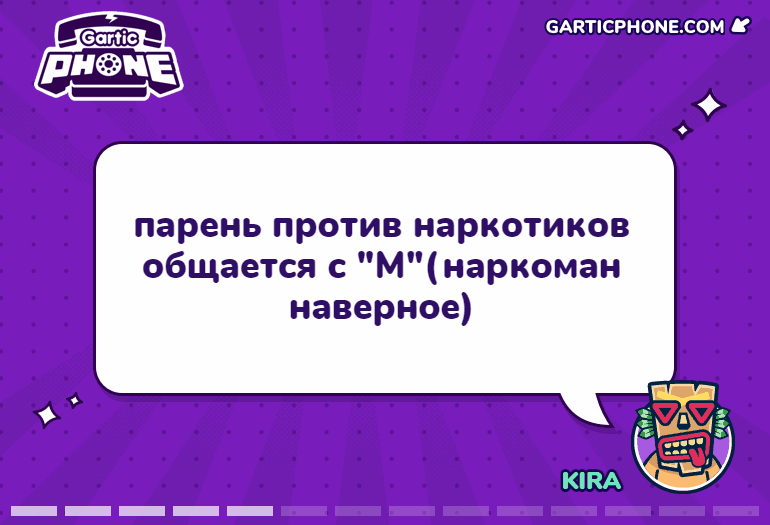 Gartic
PHONE
GARTICPHONE.COM
парень против наркотиков
общается с "М"(наркоман
наверное)
KIRA